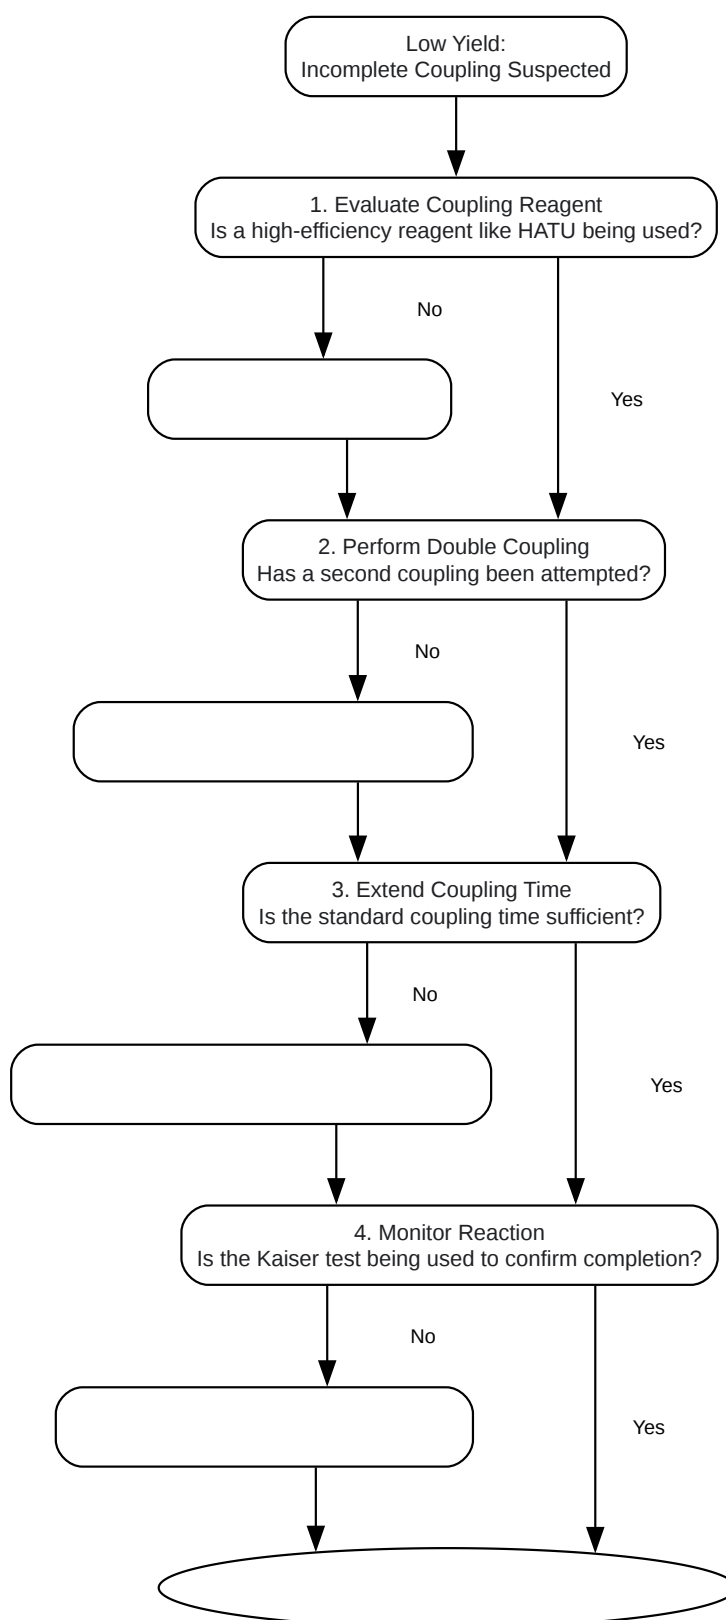 Low Yield:
Incomplete Coupling Suspected
1. Evaluate Coupling Reagent
Is a high-efficiency reagent like HATU being used?
No
Yes
2. Perform Double Coupling
Has a second coupling been attempted?
No
Yes
3. Extend Coupling Time
Is the standard coupling time sufficient?
No
Yes
4. Monitor Reaction
Is the Kaiser test being used to confirm completion?
No
Yes